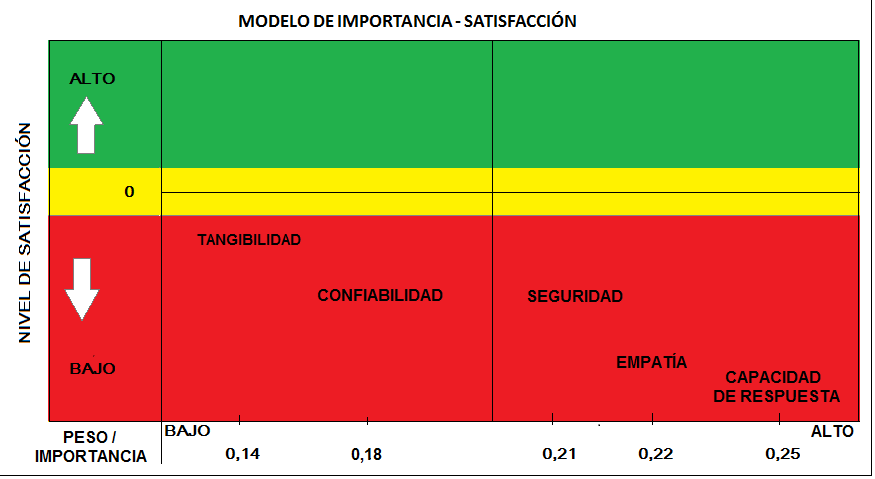 MODELO DE IMPORTANCIA - SATISFACCIÓN
NIVEL DE SATISFACCIÓN
ALTO
0
TANGIBILIDAD
CONFIABILIDAD
SEGURIDAD
EMPATÍA
BAJO
CAPACIDAD
DE RESPUESTA
PESO /
IMPORTANCIA
BAJO
ALTO
0,14
0,18
0,21
0,22
0,25